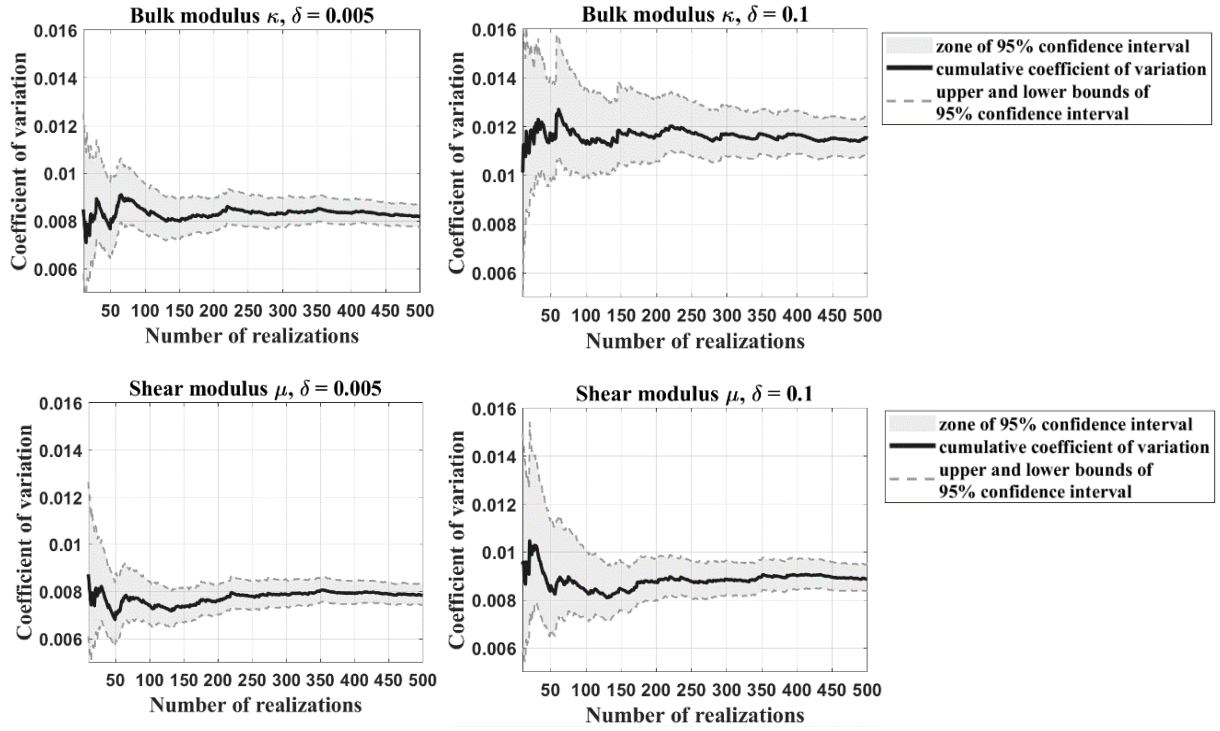 Bulk modulus κ, δ = 0.005
0.016
0.014
0.012
0.01
0.008
0.006
Coefficient of variation
50 100 150 200 250 300 350 400 450 500
Number of realizations
Bulk modulus κ, δ = 0.1
0.016
0.014
0.012
0.01
0.008
0.006
Coefficient of variation
50 100 150 200 250 300 350 400 450 500
Number of realizations
zone of 95% confidence interval
cumulative coefficient of variation
upper and lower bounds of
95% confidence interval
Shear modulus μ, δ = 0.005
0.016
0.014
0.012
0.01
0.008
0.006
Coefficient of variation
50 100 150 200 250 300 350 400 450 500
Number of realizations
Shear modulus μ, δ = 0.1
0.016
0.014
0.012
0.01
0.008
0.006
Coefficient of variation
50 100 150 200 250 300 350 400 450 500
Number of realizations
zone of 95% confidence interval
cumulative coefficient of variation
upper and lower bounds of
95% confidence interval